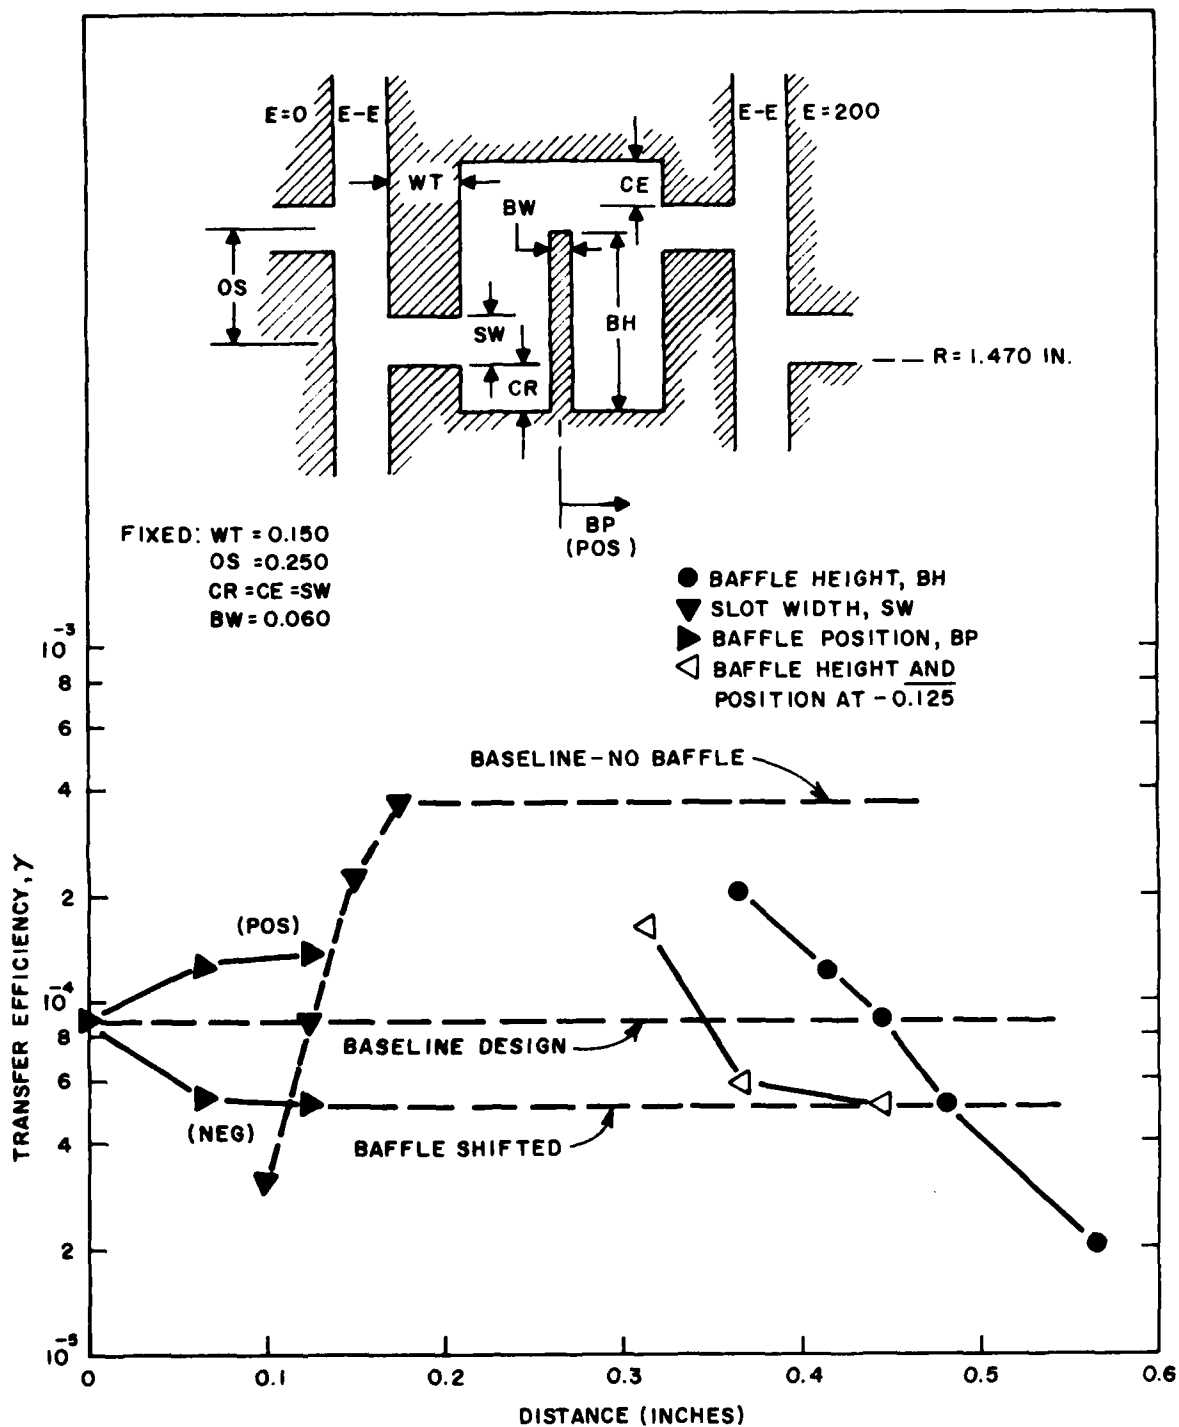 E=0 E-E E-E E=200
WT
CE
BW
OS
SW
BH
CR
R=1.470 IN.
BP
(POS)
FIXED: WT=0.150
OS=0.250
CR=CE=SW
BW=0.060
BAFFLE HEIGHT, BH
SLOT WIDTH, SW
BAFFLE POSITION, BP
BAFFLE HEIGHT AND
POSITION AT -0.125
10^-3
8
6
4
2
10^-4
8
6
4
2
10^-5
TRANSFER EFFICIENCY, γ
BASELINE-NO BAFFLE
(POS)
BASELINE DESIGN
(NEG)
BAFFLE SHIFTED
0 0.1 0.2 0.3 0.4 0.5 0.6
DISTANCE (INCHES)